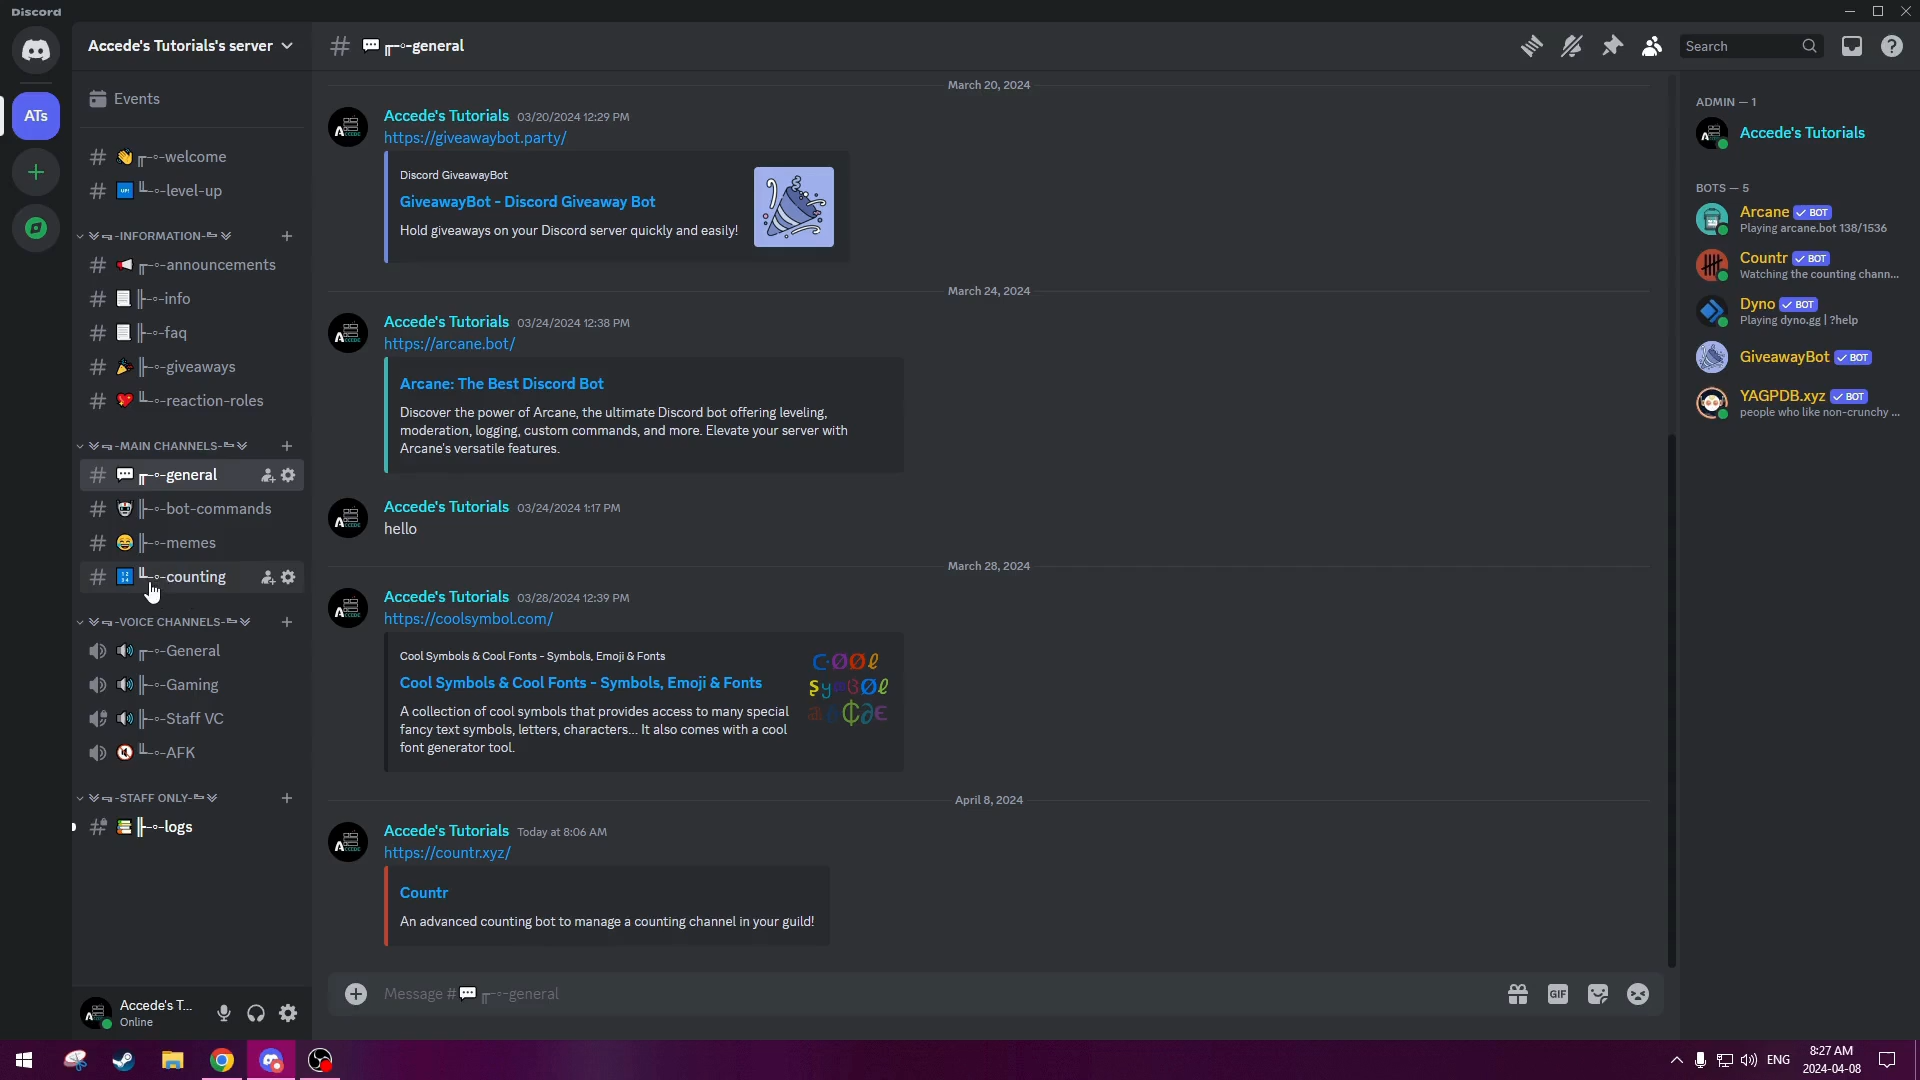 Discord
Accede's Tutorials's server
# 💬╔-◦-general
Search
ATs
Events
# 👋╔-◦-welcome
# 🆙╚-◦-level-up
-INFORMATION-
# 📢╔-◦-announcements
# 📃╠-◦-info
# 📃╠-◦-faq
# 🎉╠-◦-giveaways
# 💖╚-◦-reaction-roles
-MAIN CHANNELS-
# 💬╔-◦-general
# 🤖╠-◦-bot-commands
# 😂╠-◦-memes
# 🔢╚-◦-counting
-VOICE CHANNELS-
🔊╔-◦-General
🔊╠-◦-Gaming
🔊╠-◦-Staff VC
🔇╚-◦-AFK
-STAFF ONLY-
# 📚╠-◦-logs
Accede's T...
Online
March 20, 2024
Accede's Tutorials 03/20/2024 12:29 PM
https://giveawaybot.party/
Discord GiveawayBot
GiveawayBot - Discord Giveaway Bot
Hold giveaways on your Discord server quickly and easily!
March 24, 2024
Accede's Tutorials 03/24/2024 12:38 PM
https://arcane.bot/
Arcane: The Best Discord Bot
Discover the power of Arcane, the ultimate Discord bot offering leveling,
moderation, logging, custom commands, and more. Elevate your server with
Arcane's versatile features.
Accede's Tutorials 03/24/2024 1:17 PM
hello
March 28, 2024
Accede's Tutorials 03/28/2024 12:39 PM
https://coolsymbol.com/
Cool Symbols & Cool Fonts - Symbols, Emoji & Fonts
Cool Symbols & Cool Fonts - Symbols, Emoji & Fonts
A collection of cool symbols that provides access to many special
fancy text symbols, letters, characters... It also comes with a cool
font generator tool.
April 8, 2024
Accede's Tutorials Today at 8:06 AM
https://countr.xyz/
Countr
An advanced counting bot to manage a counting channel in your guild!
Message #💬╔-◦-general
GIF
ADMIN — 1
Accede's Tutorials
BOTS — 5
Arcane ✓ BOT
Playing arcane.bot 138/1536
Countr ✓ BOT
Watching the counting chann...
Dyno ✓ BOT
Playing dyno.gg | ?help
GiveawayBot ✓ BOT
YAGPDB.xyz ✓ BOT
people who like non-crunchy ...
ENG
8:27 AM
2024-04-08